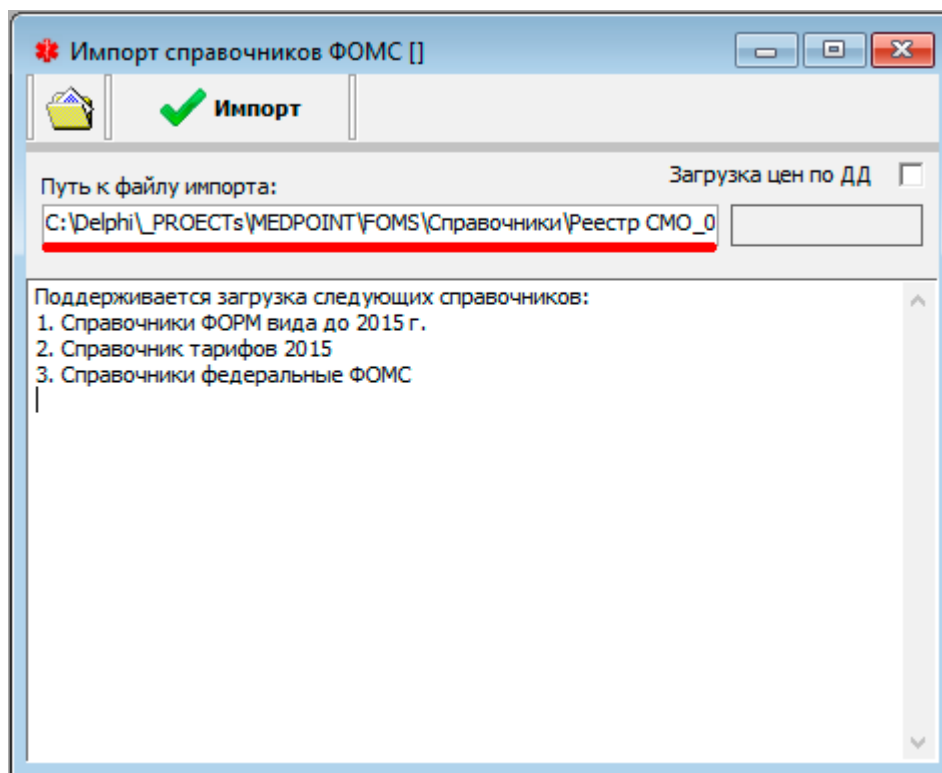 Импорт справочников ФОМС []
Импорт
Загрузка цен по ДД
Путь к файлу импорта:
C:\Delphi\_PROECTs\MEDPOINT\FOMS\Справочники\Реестр СМО_0
Поддерживается загрузка следующих справочников:
1. Справочники ФОРМ вида до 2015 г.
2. Справочник тарифов 2015
3. Справочники федеральные ФОМС